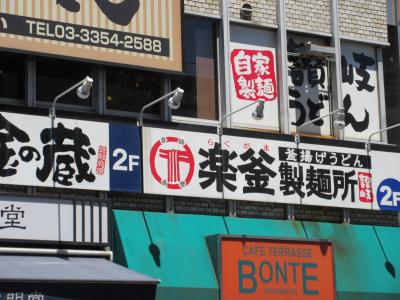 TEL03-3354-2588
自家
製麺
讃岐
うどん
金の蔵
2F
らくがま
楽釜
釜揚げうどん
製麺所
2F
堂
CAFE TERRASSE
BONTE